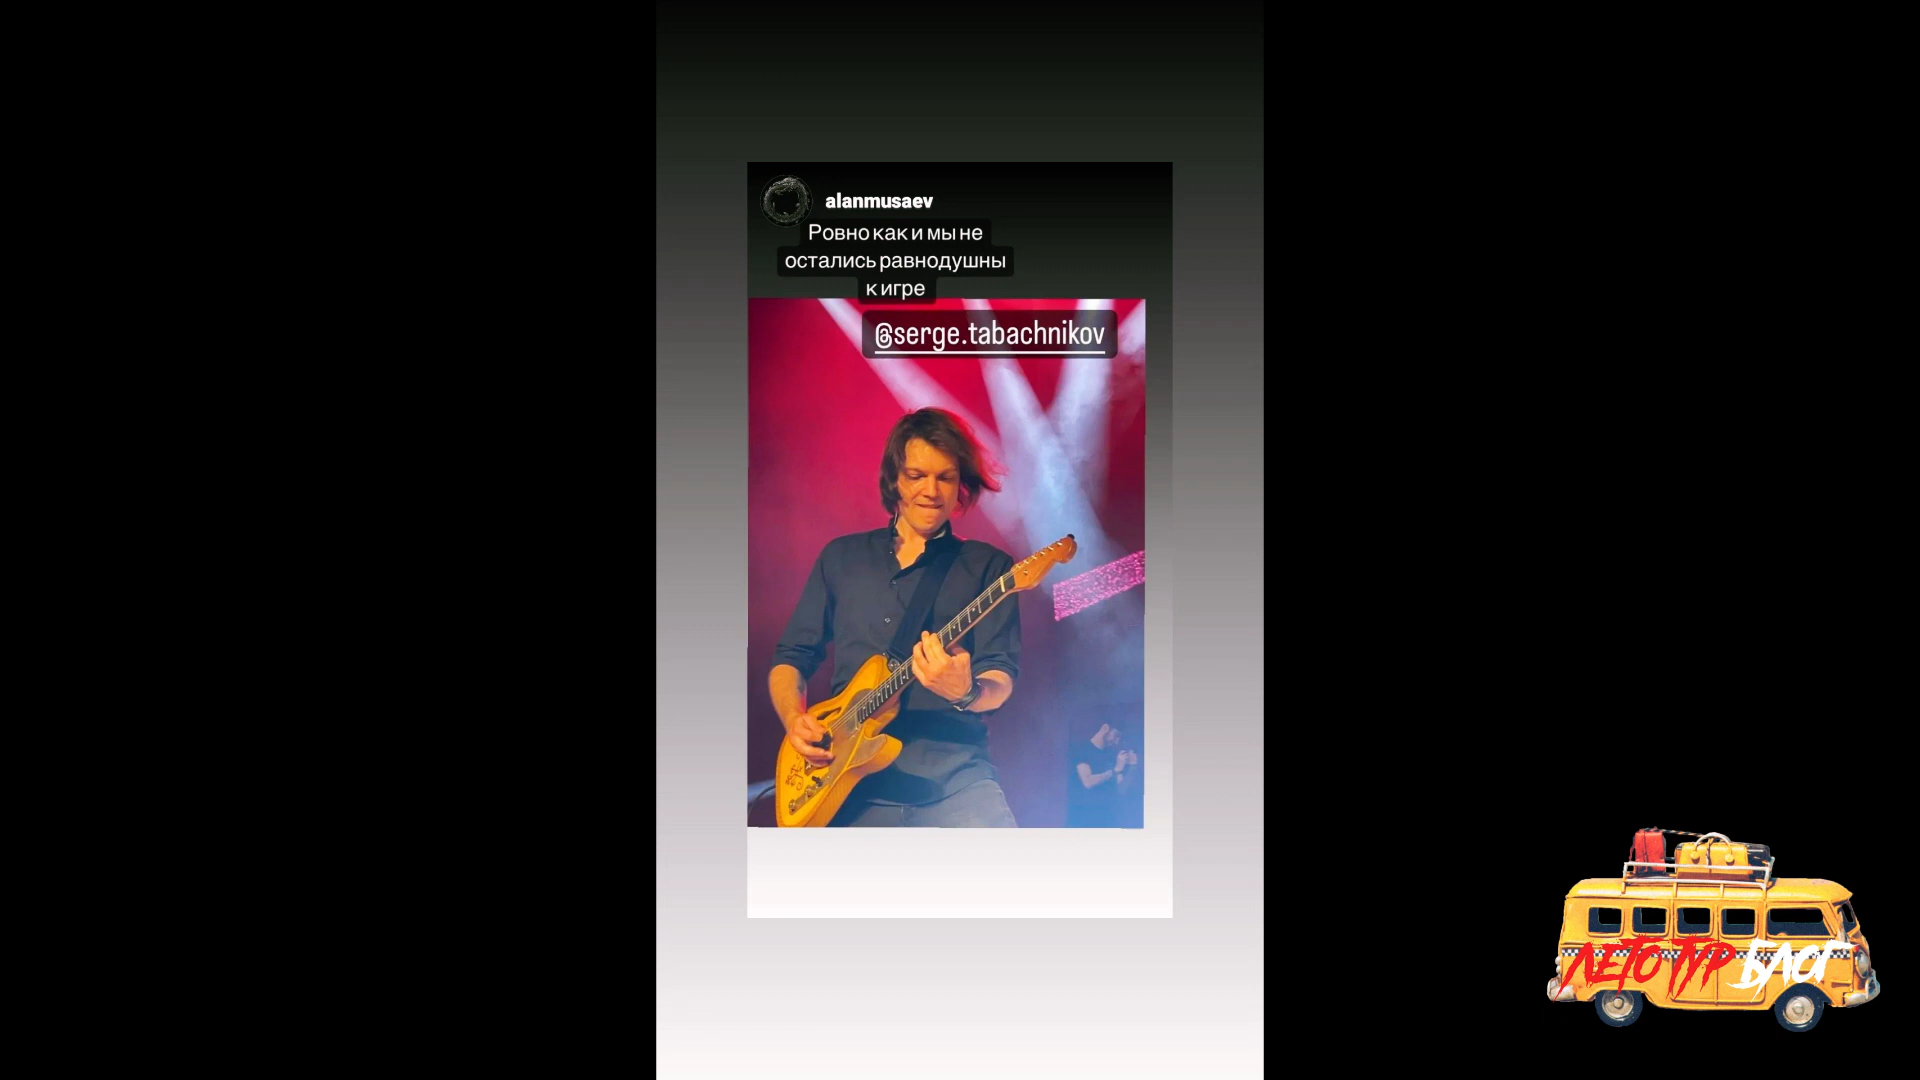 alanmusaev
Ровно как и мы не
остались равнодушны
к игре
@serge.tabachnikov
ЛЕТО ТУР БЛОГ